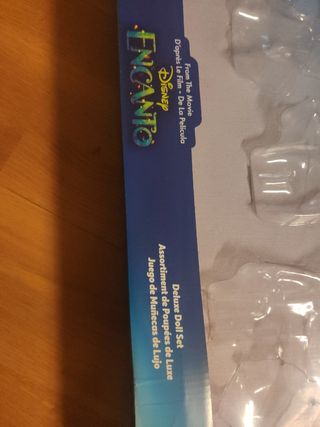 From The Movie
D'après Le Film - De La Película
Disney
ENCANTO
Deluxe Doll Set
Assortiment de Poupées de Luxe
Juego de Muñecas de Lujo